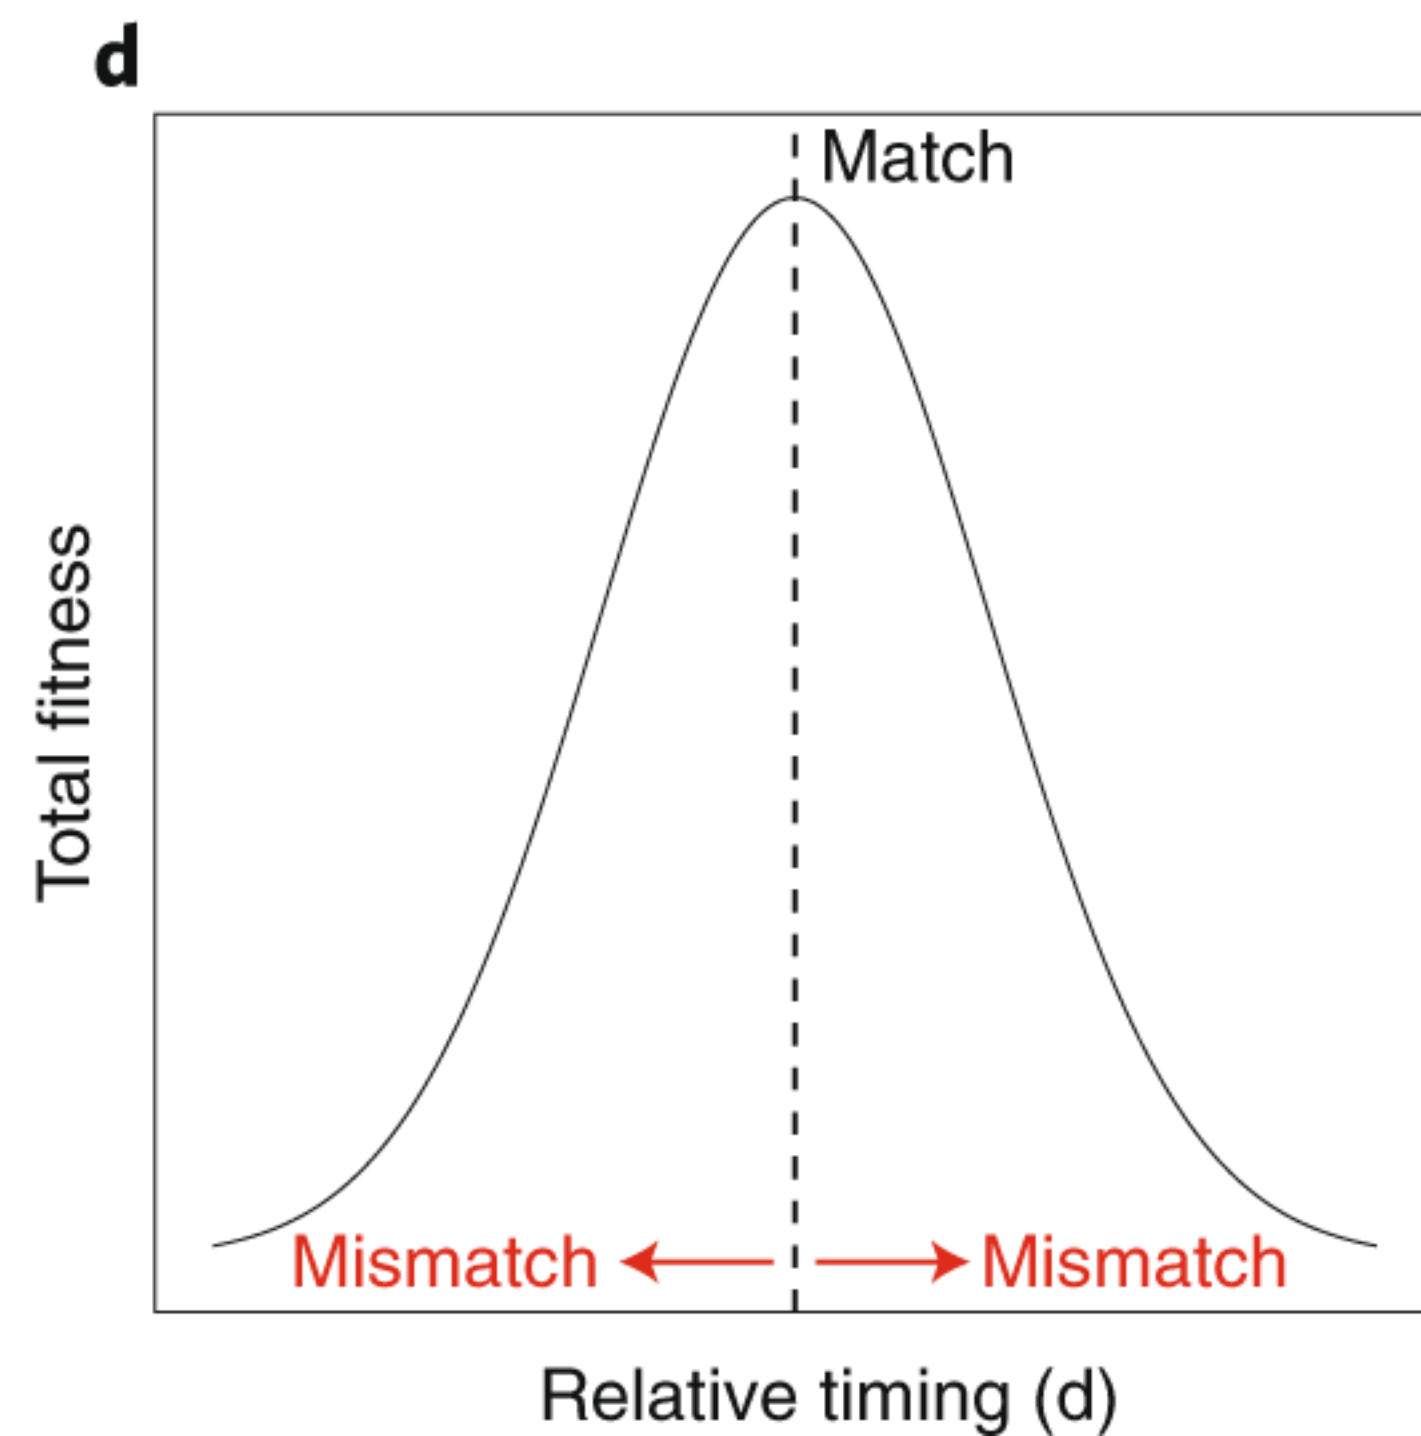 d
Match
Total fitness
Mismatch
Mismatch
Relative timing (d)